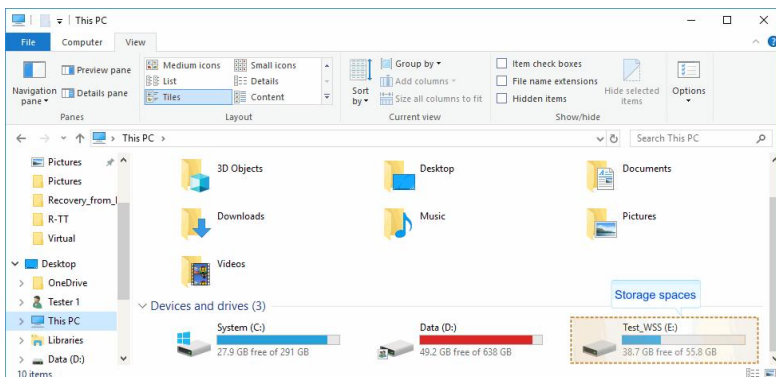 This PC
File Computer View
Navigation pane
Preview pane
Details pane
Panes
Medium icons
Small icons
List
Details
Tiles
Content
Layout
Sort by
Group by
Add columns
Size all columns to fit
Current view
Item check boxes
File name extensions
Hidden items
Hide selected items
Show/hide
Options
This PC
Search This PC
Pictures
Pictures
Recovery_from_
R-TT
Virtual
Desktop
OneDrive
Tester 1
This PC
Libraries
Data (D:)
3D Objects
Desktop
Documents
Downloads
Music
Pictures
Videos
Storage spaces
Devices and drives (3)
System (C:)
27.9 GB free of 291 GB
Data (D:)
49.2 GB free of 638 GB
Test_WSS (E:)
38.7 GB free of 55.8 GB
10 items